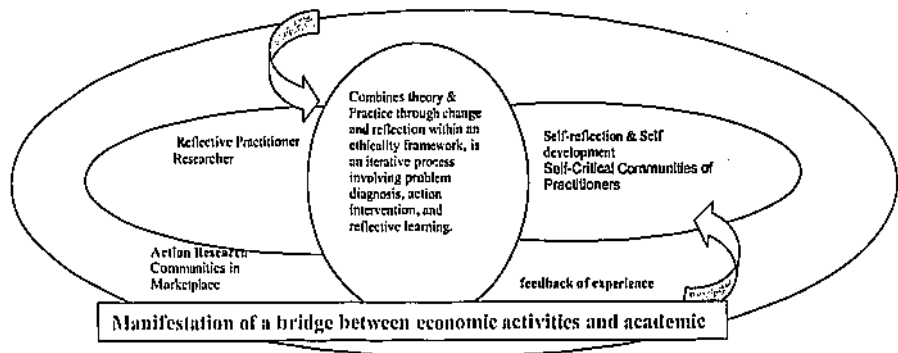 Combines theory &
Practice through change
and reflection within an
ethicality framework, is
an iterative process
involving problem
diagnosis, action
intervention, and
reflective learning.
Reflective Practitioner
Researcher
Self-reflection & Self
development
Self-Critical Communities of
Practitioners
Action Research
Communities in
Marketplace
feedback of experience
Manifestation of a bridge between economic activities and academic